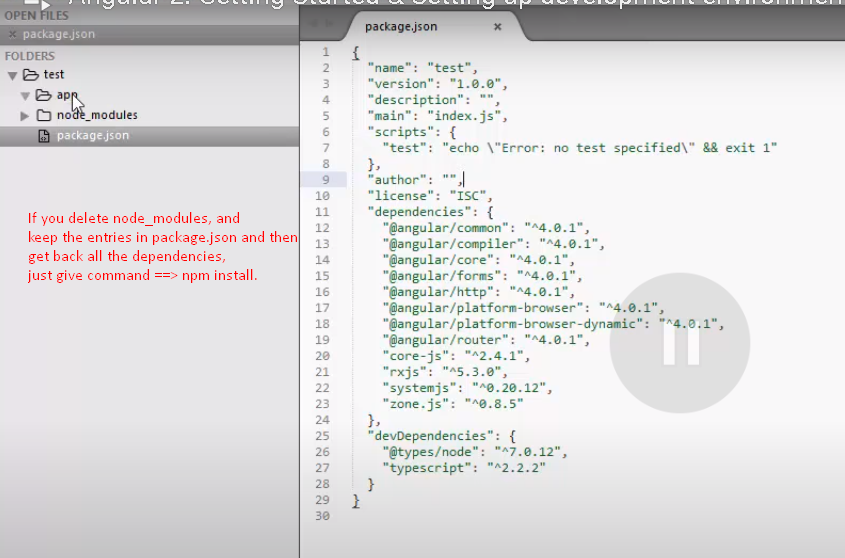 Angular 2: Getting Started & Setting up development environment
OPEN FILES
× package.json
FOLDERS
test
app
node_modules
package.json
If you delete node_modules, and
keep the entries in package.json and then
get back all the dependencies,
just give command ==> npm install.
package.json ×
1 {
2 "name": "test",
3 "version": "1.0.0",
4 "description": "",
5 "main": "index.js",
6 "scripts": {
7 "test": "echo \"Error: no test specified\" && exit 1"
8 },
9 "author": "",
10 "license": "ISC",
11 "dependencies": {
12 "@angular/common": "^4.0.1",
13 "@angular/compiler": "^4.0.1",
14 "@angular/core": "^4.0.1",
15 "@angular/forms": "^4.0.1",
16 "@angular/http": "^4.0.1",
17 "@angular/platform-browser": "^4.0.1",
18 "@angular/platform-browser-dynamic": "^4.0.1",
19 "@angular/router": "^4.0.1",
20 "core-js": "^2.4.1",
21 "rxjs": "^5.3.0",
22 "systemjs": "^0.20.12",
23 "zone.js": "^0.8.5"
24 },
25 "devDependencies": {
26 "@types/node": "^7.0.12",
27 "typescript": "^2.2.2"
28 }
29 }
30